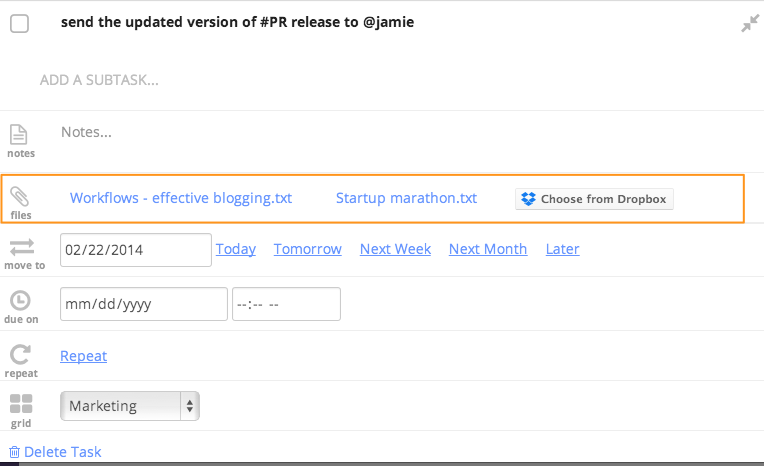 send the updated version of #PR release to @jamie
ADD A SUBTASK...
notes Notes...
files Workflows - effective blogging.txt Startup marathon.txt Choose from Dropbox
move to 02/22/2014 Today Tomorrow Next Week Next Month Later
due on mm/dd/yyyy --:-- --
repeat Repeat
grid Marketing
Delete Task